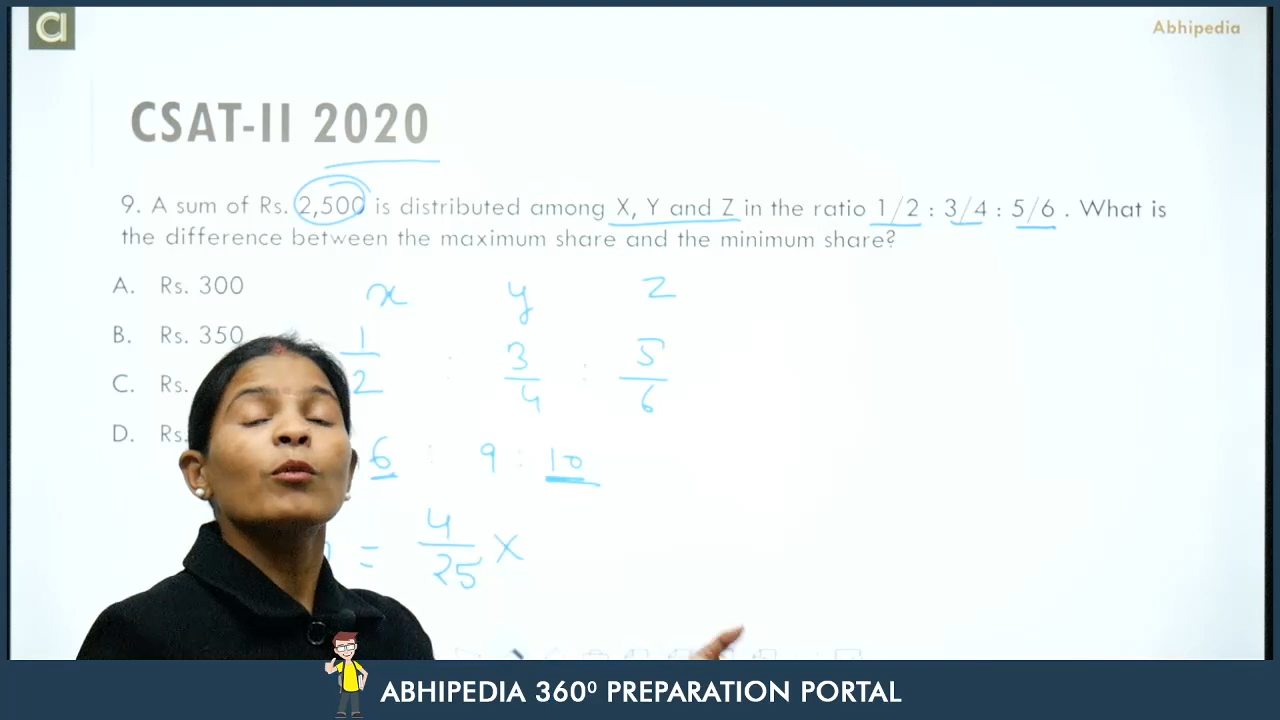 a
Abhipedia
CSAT-II 2020
9. A sum of Rs. 2,500 is distributed among X, Y and Z in the ratio 1/2 : 3/4 : 5/6 . What is
the difference between the maximum share and the minimum share?
A. Rs. 300
B. Rs. 350
C. Rs.
D. Rs.
x y z
1/2 : 3/4 : 5/6
6 : 9 : 10
= 4/25 ×
ABHIPEDIA 360⁰ PREPARATION PORTAL